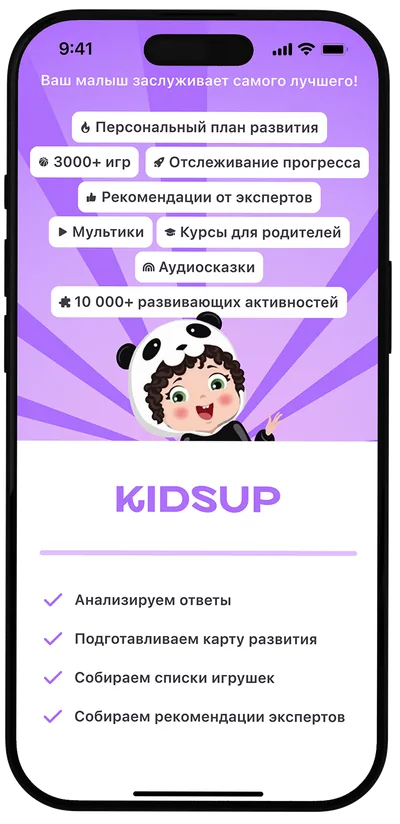 9:41
Ваш малыш заслуживает самого лучшего!
Персональный план развития
3000+ игр Отслеживание прогресса
Рекомендации от экспертов
Мультики Курсы для родителей
Аудиосказки
10 000+ развивающих активностей
KIDSUP
Анализируем ответы
Подготавливаем карту развития
Собираем списки игрушек
Собираем рекомендации экспертов